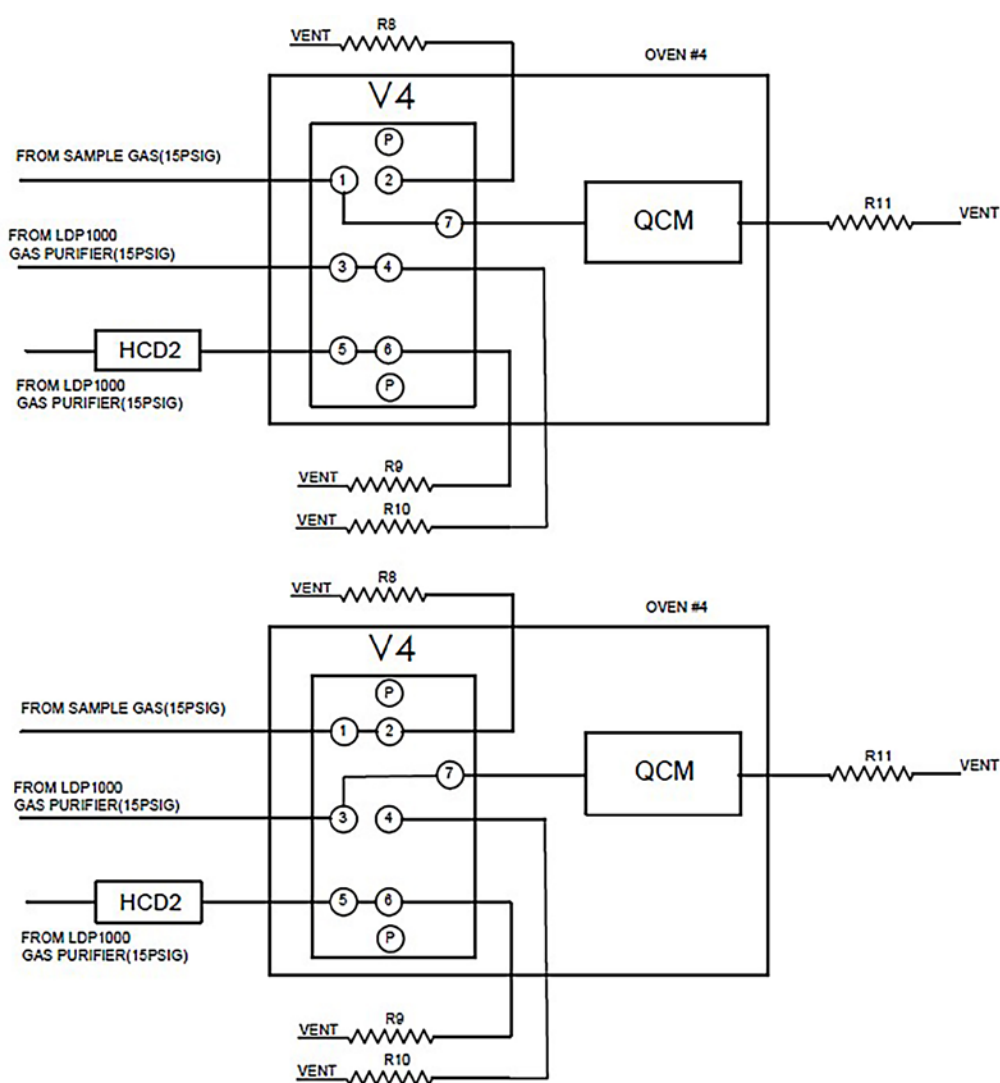 R8
VENT
OVEN #4
V4
P
FROM SAMPLE GAS(15PSIG)
1
2
R11
7
QCM
VENT
FROM LDP1000
GAS PURIFIER(15PSIG)
3
4
HCD2
5
6
FROM LDP1000
GAS PURIFIER(15PSIG)
P
R9
VENT
R10
VENT
R8
VENT
OVEN #4
V4
P
FROM SAMPLE GAS(15PSIG)
1
2
R11
7
QCM
VENT
FROM LDP1000
GAS PURIFIER(15PSIG)
3
4
HCD2
5
6
FROM LDP1000
GAS PURIFIER(15PSIG)
P
R9
VENT
R10
VENT